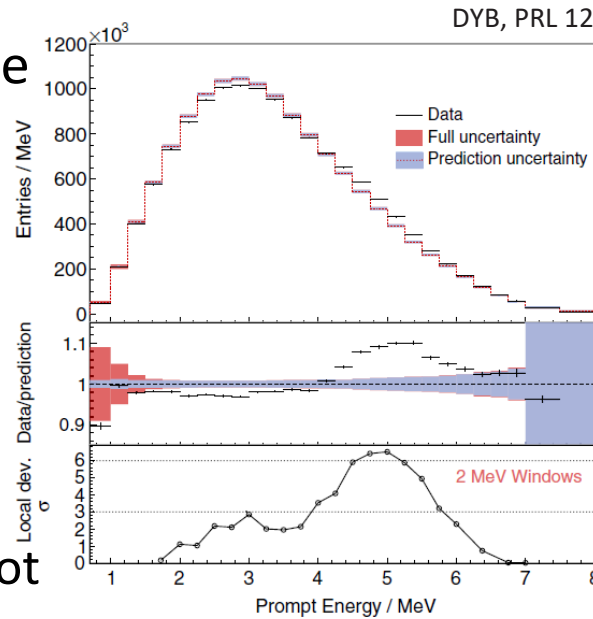 DYB, PRL 12
e
×10³
1200
1000
800
600
400
200
0
Entries / MeV
Data
Full uncertainty
Prediction uncertainty
1.1
1
0.9
Data/prediction
6
5
4
3
2
1
0
Local dev.
σ
2 MeV Windows
ot
1 2 3 4 5 6 7 8
Prompt Energy / MeV